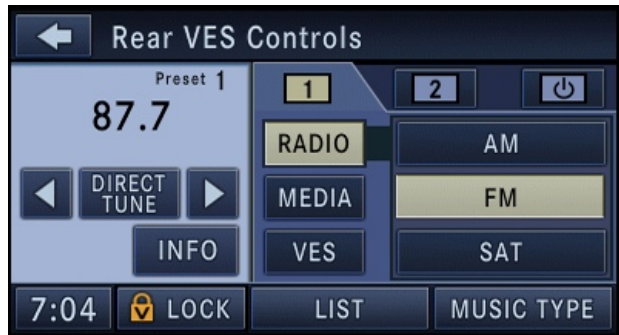 Rear VES Controls
Preset 1
87.7
DIRECT
TUNE
INFO
1
2
RADIO
AM
MEDIA
FM
VES
SAT
7:04
LOCK
LIST
MUSIC TYPE